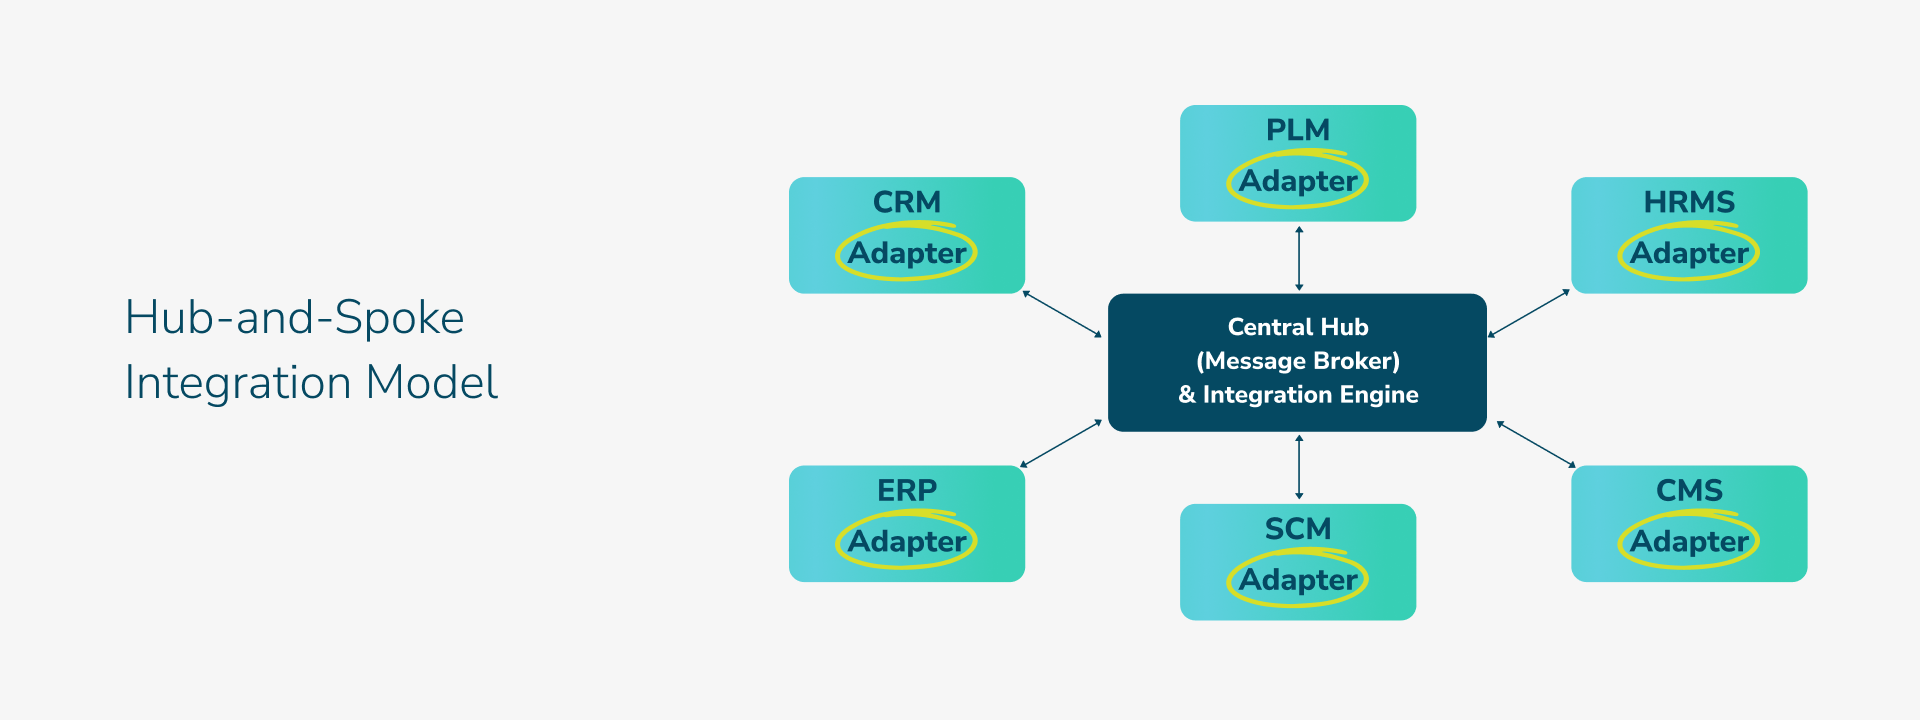 Hub-and-Spoke
Integration Model
PLM
Adapter
CRM
Adapter
HRMS
Adapter
Central Hub
(Message Broker)
& Integration Engine
ERP
Adapter
SCM
Adapter
CMS
Adapter